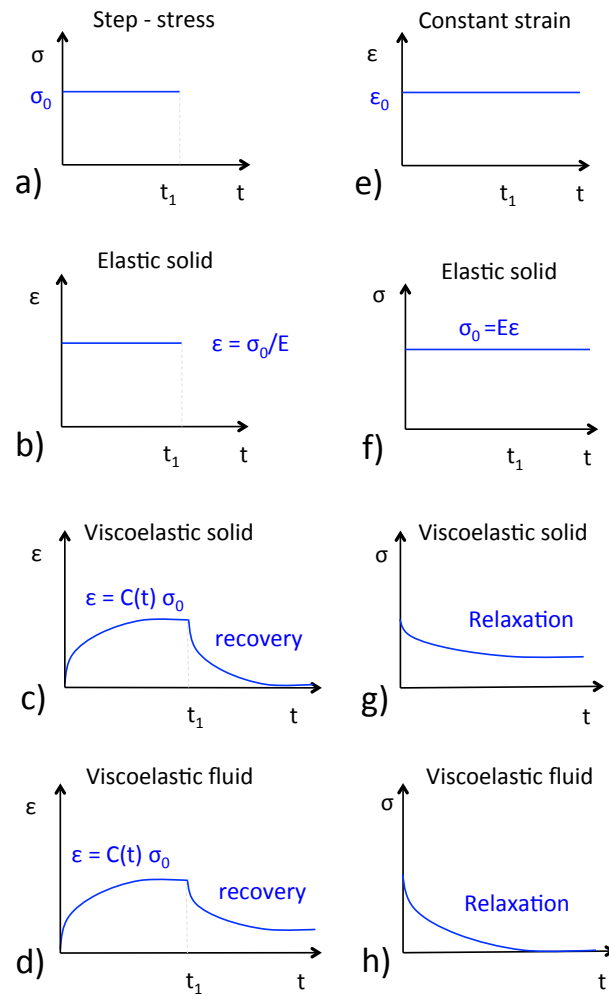 Step - stress
σ
σ₀
t₁
t
a)
Constant strain
ε
ε₀
t₁
t
e)
Elastic solid
ε
ε = σ₀/E
t₁
t
b)
Elastic solid
σ
σ₀ =Eε
t₁
t
f)
Viscoelastic solid
ε
ε = C(t) σ₀
recovery
t₁
t
c)
Viscoelastic solid
σ
Relaxation
t
g)
Viscoelastic fluid
ε
ε = C(t) σ₀
recovery
t₁
t
d)
Viscoelastic fluid
σ
Relaxation
t
h)